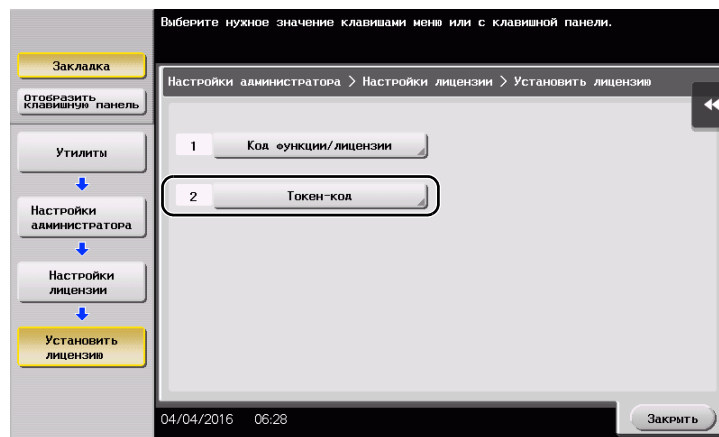 Выберите нужное значение клавишами меню или с клавишной панели.
Закладка
Отобразить
клавишную панель
Настройки администратора > Настройки лицензии > Установить лицензию
Утилиты
1 Код функции/лицензии
2 Токен-код
Настройки
администратора
Настройки
лицензии
Установить
лицензию
04/04/2016 06:28
Закрыть